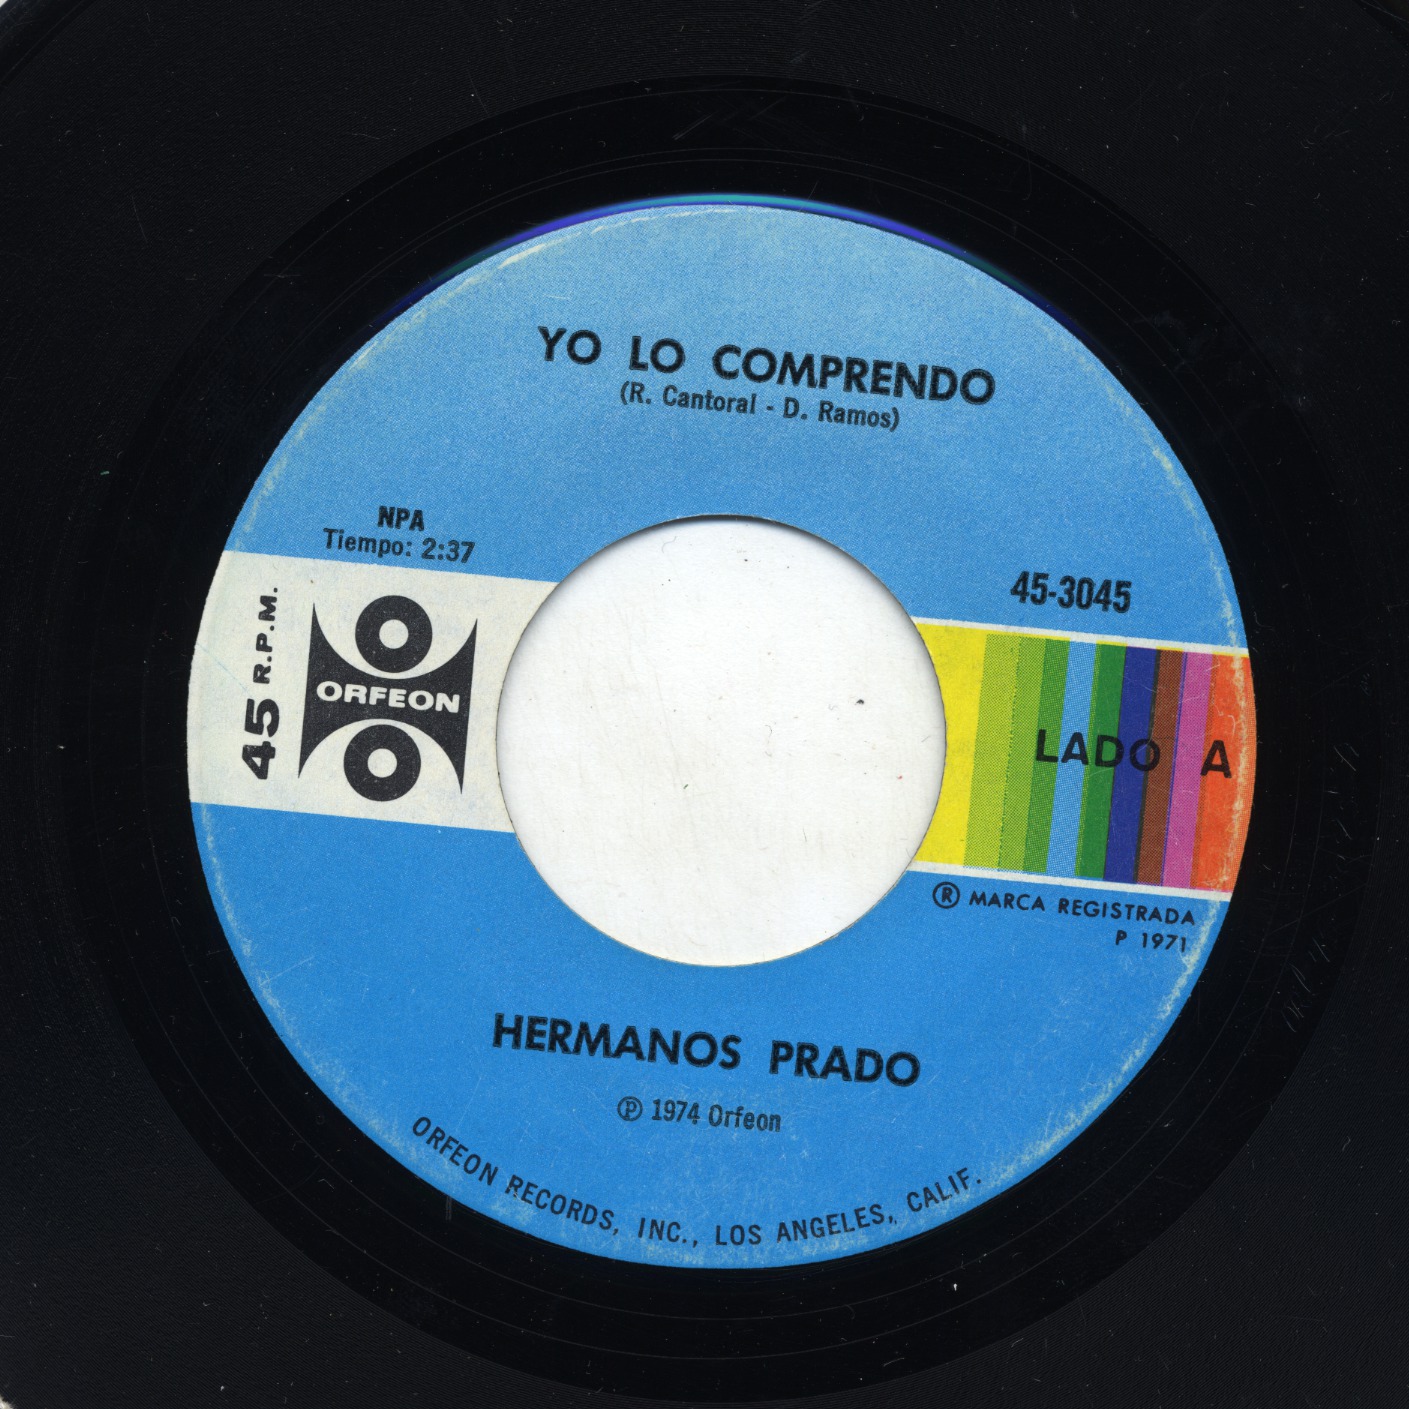 YO LO COMPRENDO
(R. Cantoral - D. Ramos)
NPA
Tiempo: 2:37
45-3045
45 R.P.M.
ORFEON
LADO A
® MARCA REGISTRADA
P 1971
HERMANOS PRADO
℗ 1974 Orfeon
ORFEON RECORDS, INC., LOS ANGELES, CALIF.